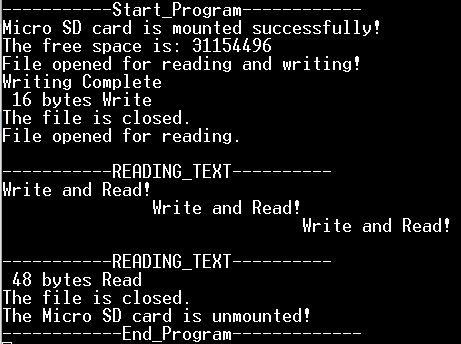 -----------Start_Program------------
Micro SD card is mounted successfully!
The free space is: 31154496
File opened for reading and writing!
Writing Complete
 16 bytes Write
The file is closed.
File opened for reading.
-----------READING_TEXT----------
Write and Read!
               Write and Read!
                              Write and Read!
-----------READING_TEXT----------
 48 bytes Read
The file is closed.
The Micro SD card is unmounted!
------------End_Program-------------